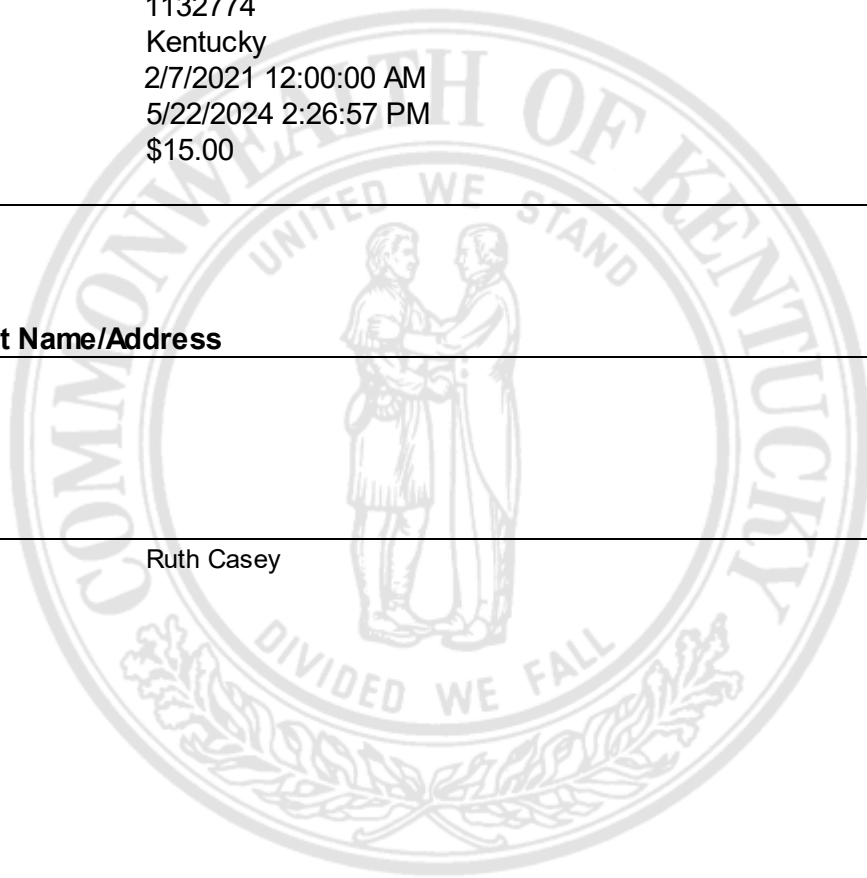 1132774
Kentucky
2/7/2021 12:00:00 AM
5/22/2024 2:26:57 PM
$15.00
COMMONWEALTH OF KENTUCKY
UNITED WE STAND
t Name/Address
Ruth Casey
DIVIDED WE FALL